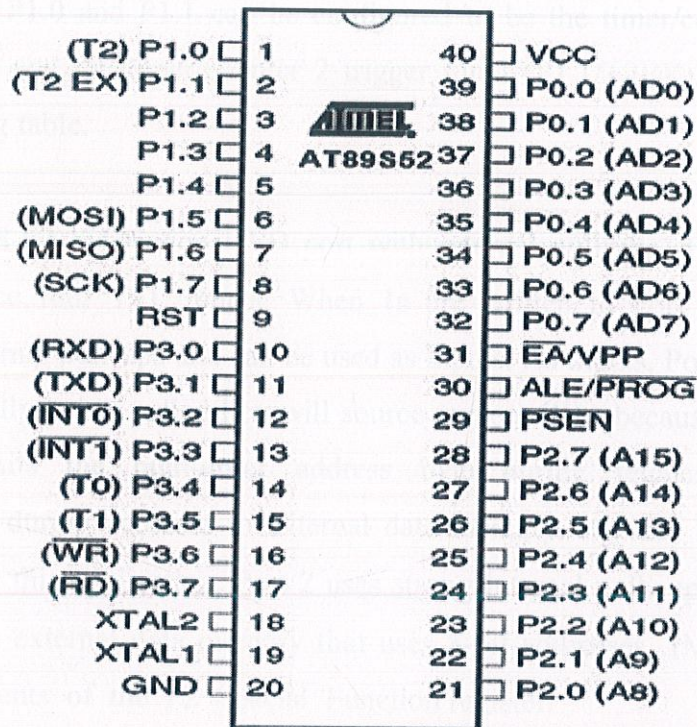 (T2) P1.0 1 40 VCC
(T2 EX) P1.1 2 39 P0.0 (AD0)
P1.2 3 ATMEL 38 P0.1 (AD1)
P1.3 4 AT89S52 37 P0.2 (AD2)
P1.4 5 36 P0.3 (AD3)
(MOSI) P1.5 6 35 P0.4 (AD4)
(MISO) P1.6 7 34 P0.5 (AD5)
(SCK) P1.7 8 33 P0.6 (AD6)
RST 9 32 P0.7 (AD7)
(RXD) P3.0 10 31 E̅A̅/VPP
(TXD) P3.1 11 30 ALE/P̅R̅O̅G̅
(I̅N̅T̅0̅) P3.2 12 29 P̅S̅E̅N̅
(I̅N̅T̅1̅) P3.3 13 28 P2.7 (A15)
(T0) P3.4 14 27 P2.6 (A14)
(T1) P3.5 15 26 P2.5 (A13)
(W̅R̅) P3.6 16 25 P2.4 (A12)
(R̅D̅) P3.7 17 24 P2.3 (A11)
XTAL2 18 23 P2.2 (A10)
XTAL1 19 22 P2.1 (A9)
GND 20 21 P2.0 (A8)